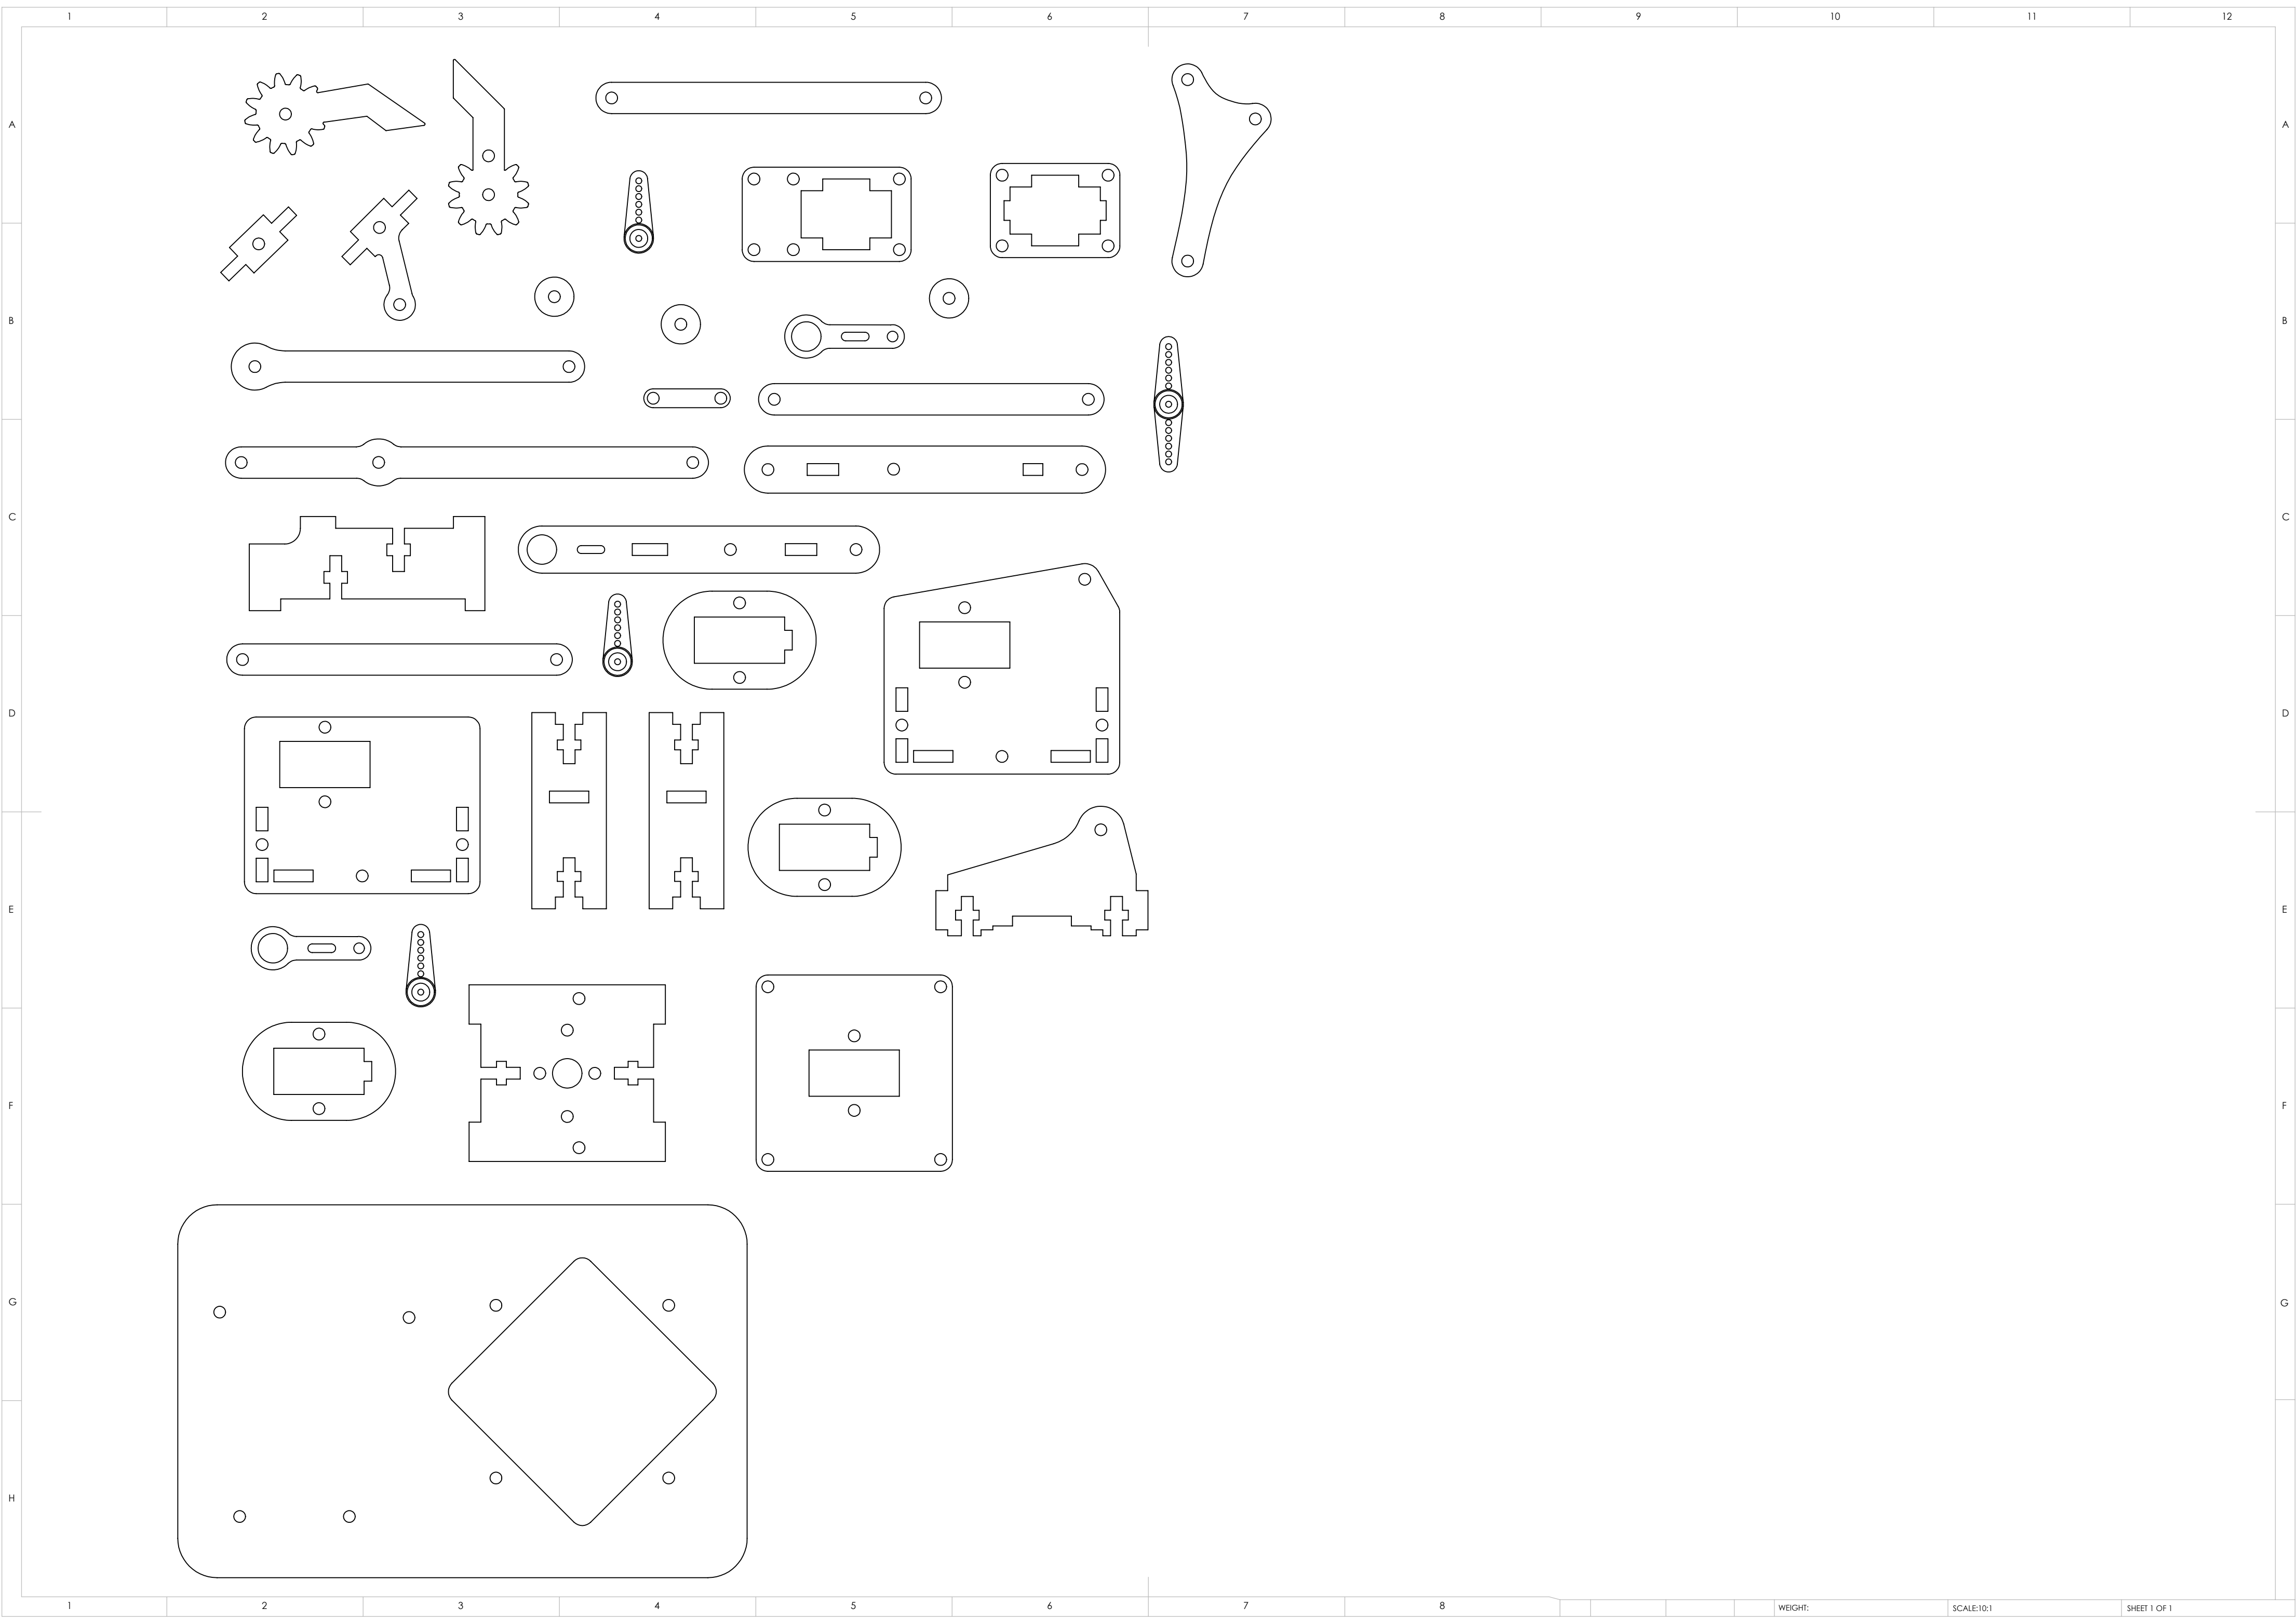 1 2 3 4 5 6 7 8 9 10 11 12
A A
B B
C C
D D
E E
F F
G G
H
1 2 3 4 5 6 7 8
WEIGHT: SCALE:10:1 SHEET 1 OF 1